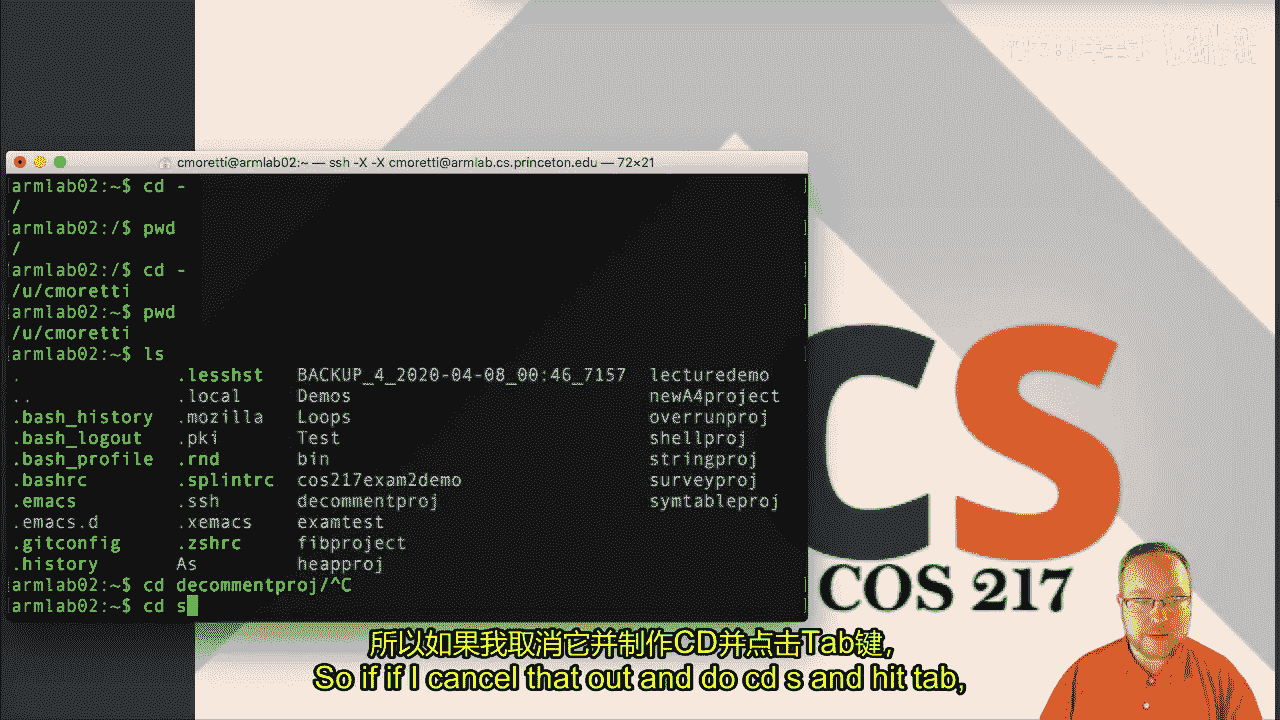 cmoretti@armlab02:~ — ssh -X -X cmoretti@armlab.cs.princeton.edu — 72×21
armlab02:~$ cd -
/
armlab02:/$ pwd
/
armlab02:/$ cd -
/u/cmoretti
armlab02:~$ pwd
/u/cmoretti
armlab02:~$ ls
. .lesshst BACKUP_4_2020-04-08_00:46_7157 lecturedemo
.. .local Demos newA4project
.bash_history .mozilla Loops overrunproj
.bash_logout .pki Test shellproj
.bash_profile .rnd bin stringproj
.bashrc .splintrc cos217exam2demo surveyproj
.emacs .ssh decommentproj symtableproj
.emacs.d .xemacs examtest
.gitconfig .zshrc fibproject
.history As heapproj
armlab02:~$ cd decommentproj/^C
armlab02:~$ cd s
CS
COS 217
所以如果我取消它并制作CD并点击Tab键,
So if if I cancel that out and do cd s and hit tab,